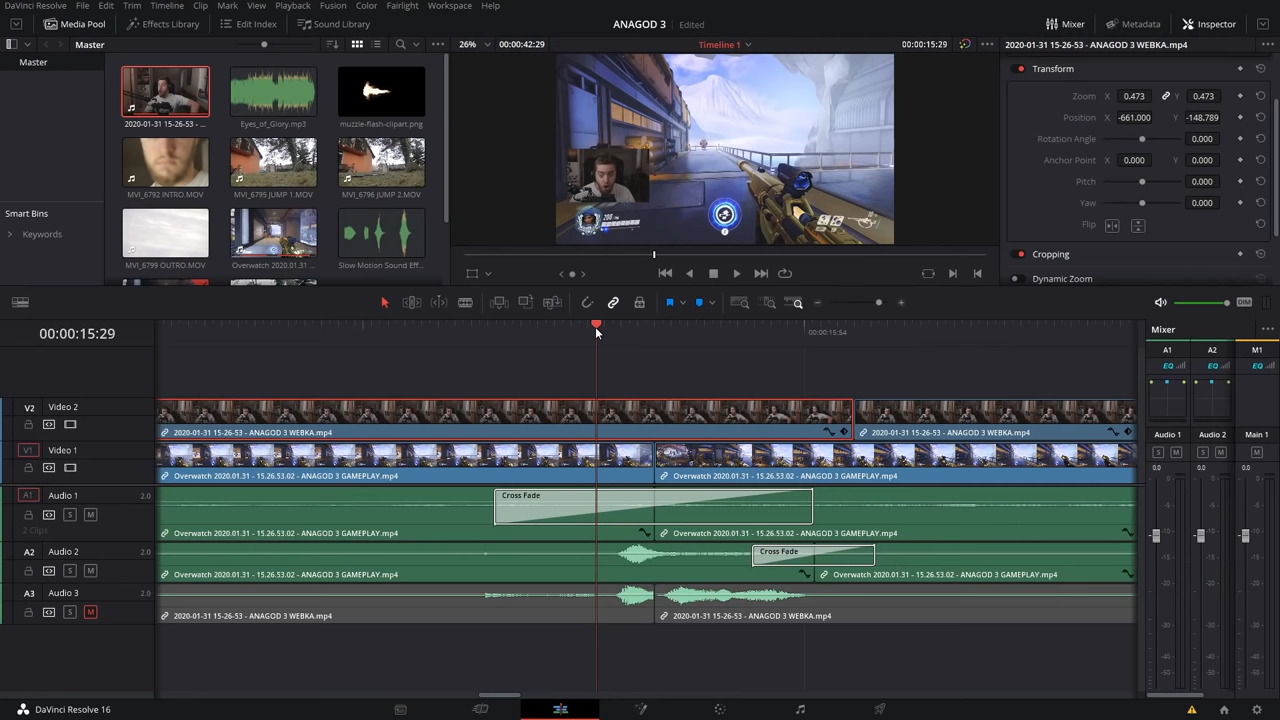 DaVinci Resolve File Edit Trim Timeline Clip Mark View Playback Fusion Color Fairlight Workspace Help
Media Pool Effects Library Edit Index Sound Library ANAGOD 3 Edited Mixer Metadata Inspector
Master 26% 00:00:42:29 Timeline 1 00:00:15:29 2020-01-31 15-26-53 - ANAGOD 3 WEBKA.mp4
Master
Smart Bins
Keywords
2020-01-31 15-26-53 - ... Eyes_of_Glory.mp3 muzzle-flash-clipart.png
MVI_6792 INTRO.MOV MVI_6795 JUMP 1.MOV MVI_6796 JUMP 2.MOV
MVI_6799 OUTRO.MOV Overwatch 2020.01.31 ... Slow Motion Sound Eff...
200
Transform
Zoom X 0.473 Y 0.473
Position X -661.000 Y -148.789
Rotation Angle 0.000
Anchor Point X 0.000 Y 0.000
Pitch 0.000
Yaw 0.000
Flip
Cropping
Dynamic Zoom
DIM
00:00:15:29 00:00:15:54
Mixer
A1 A2 M1
EQ EQ EQ
Audio 1 Audio 2 Main 1
S M S M M
0.0 0.0 0.0
V2 Video 2
2020-01-31 15-26-53 - ANAGOD 3 WEBKA.mp4 2020-01-31 15-26-53 - ANAGOD 3 WEBKA.mp4
V1 Video 1
Overwatch 2020.01.31 - 15.26.53.02 - ANAGOD 3 GAMEPLAY.mp4 Overwatch 2020.01.31 - 15.26.53.02 - ANAGOD 3 GAMEPLAY.mp4
A1 Audio 1 2.0 Cross Fade
S M
2 Clips
Overwatch 2020.01.31 - 15.26.53.02 - ANAGOD 3 GAMEPLAY.mp4 Overwatch 2020.01.31 - 15.26.53.02 - ANAGOD 3 GAMEPLAY.mp4
A2 Audio 2 2.0 Cross Fade
S M
Overwatch 2020.01.31 - 15.26.53.02 - ANAGOD 3 GAMEPLAY.mp4 Overwatch 2020.01.31 - 15.26.53.02 - ANAGOD 3 GAMEPLAY.mp4
A3 Audio 3 2.0
S M
2020-01-31 15-26-53 - ANAGOD 3 WEBKA.mp4 2020-01-31 15-26-53 - ANAGOD 3 WEBKA.mp4
DaVinci Resolve 16